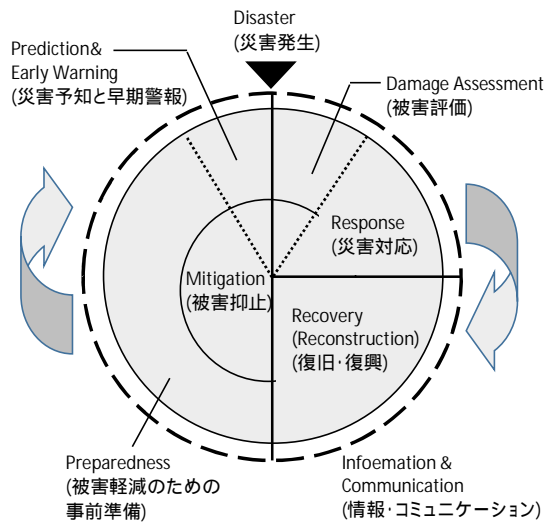 Disaster
(災害発生)
Prediction&
Early Warning
(災害予知と早期警報)
Damage Assessment
(被害評価)
Response
(災害対応)
Mitigation
(被害抑止)
Recovery
(Reconstruction)
(復旧・復興)
Preparedness
(被害軽減のための
事前準備)
Infoemation &
Communication
(情報・コミュニケーション)